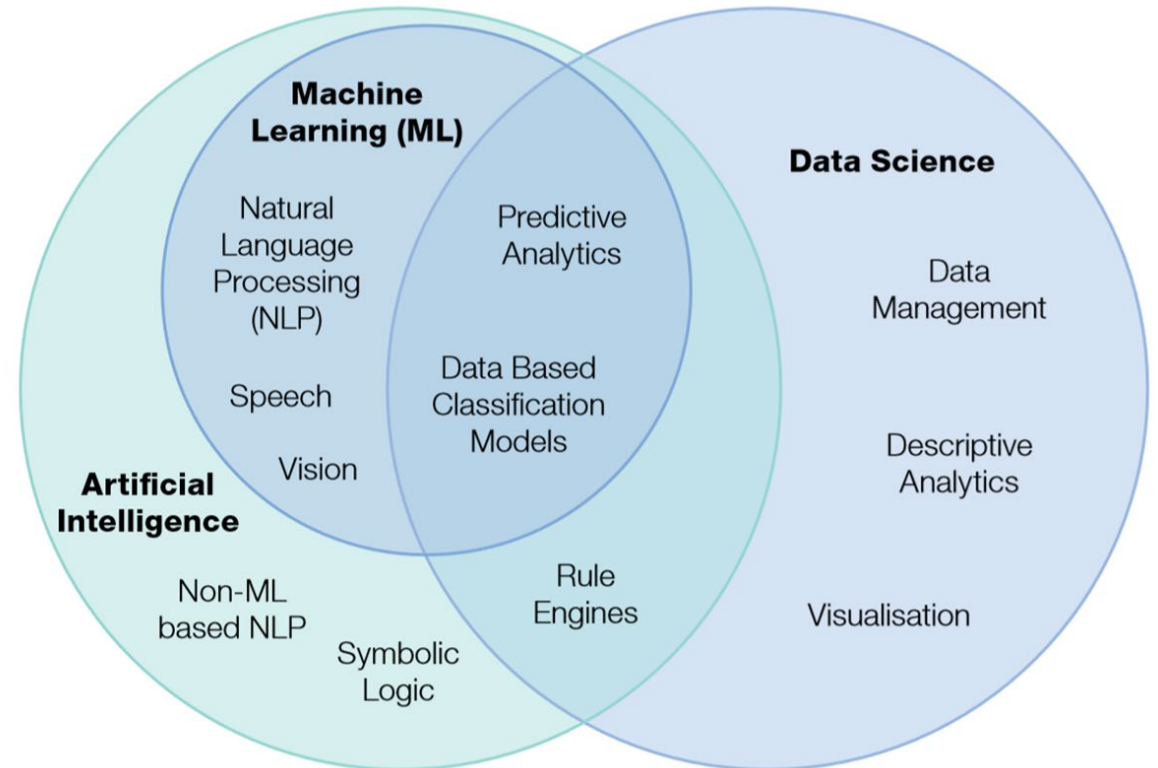 Machine
Learning (ML)
Natural
Language
Processing
(NLP)
Speech
Vision
Predictive
Analytics
Data Based
Classification
Models
Artificial
Intelligence
Non-ML
based NLP
Symbolic
Logic
Rule
Engines
Data Science
Data
Management
Descriptive
Analytics
Visualisation